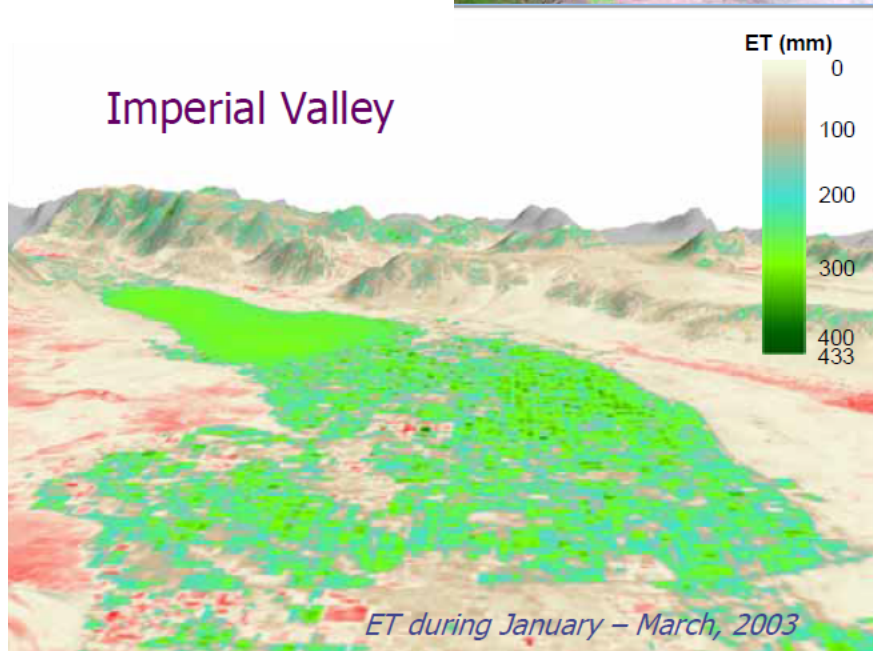 ET (mm)
Imperial Valley
0
100
200
300
400
433
ET during January – March, 2003